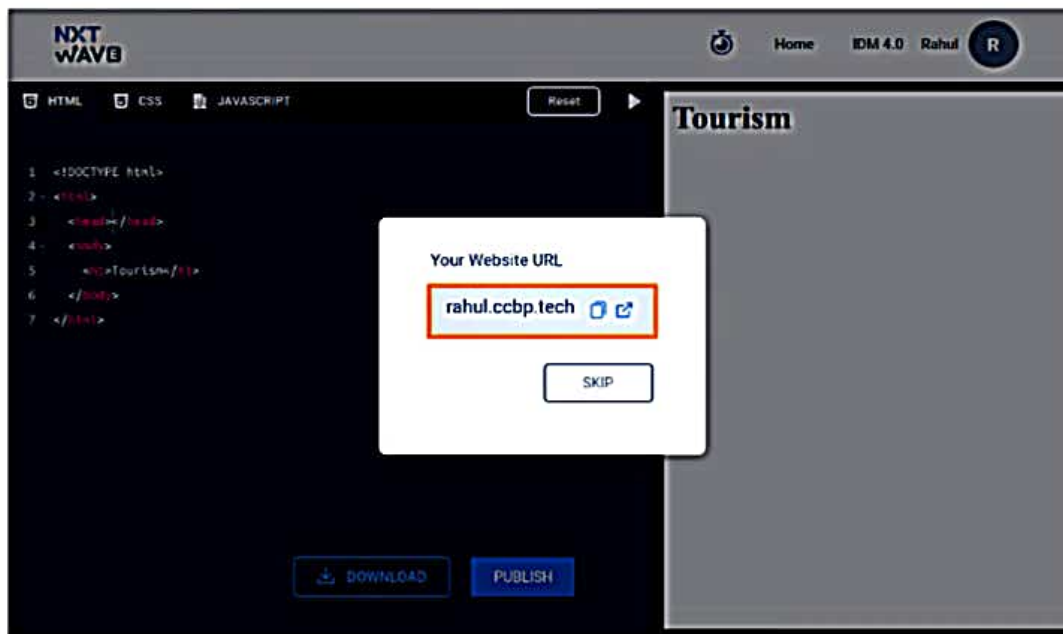 NXT
WAVE
Home IDM 4.0 Rahul R
HTML CSS JAVASCRIPT Reset
Tourism
1 <!DOCTYPE html>
2 - <html>
3 <head></head>
4 - <body>
5 <h1>Tourism</h1>
6 </body>
7 </html>
Your Website URL
rahul.ccbp.tech
SKIP
DOWNLOAD PUBLISH